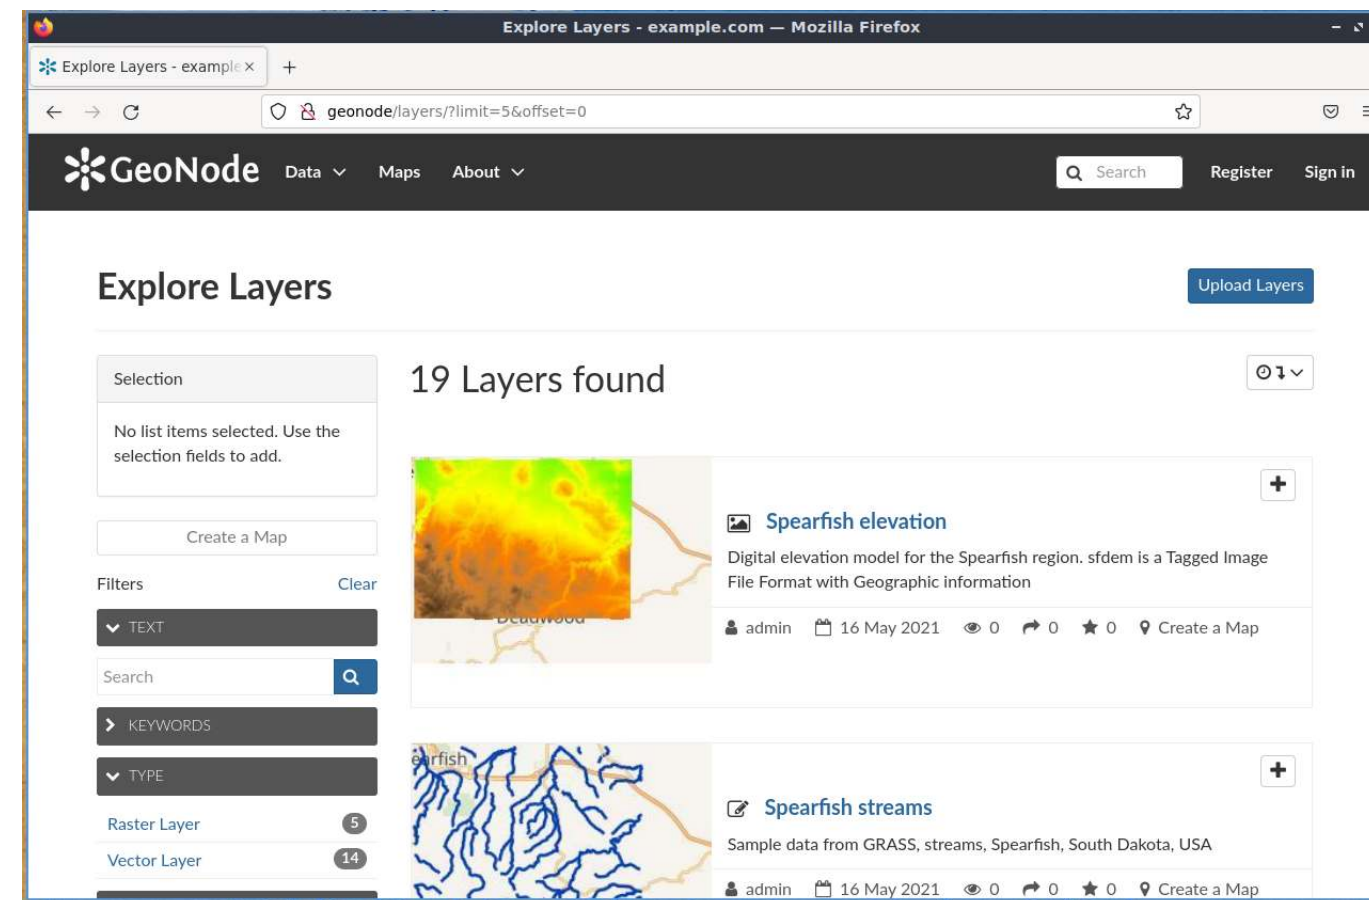 Explore Layers - example.com — Mozilla Firefox
Explore Layers - example
geonode/layers/?limit=5&offset=0
GeoNode Data Maps About Search Register Sign in
Explore Layers
Upload Layers
Selection
No list items selected. Use the
selection fields to add.
Create a Map
Filters Clear
TEXT
Search
KEYWORDS
TYPE
Raster Layer 5
Vector Layer 14
19 Layers found
Deadwood
Spearfish elevation
Digital elevation model for the Spearfish region. sfdem is a Tagged Image
File Format with Geographic information
admin 16 May 2021 0 0 0 Create a Map
earfish
Spearfish streams
Sample data from GRASS, streams, Spearfish, South Dakota, USA
admin 16 May 2021 0 0 0 Create a Map